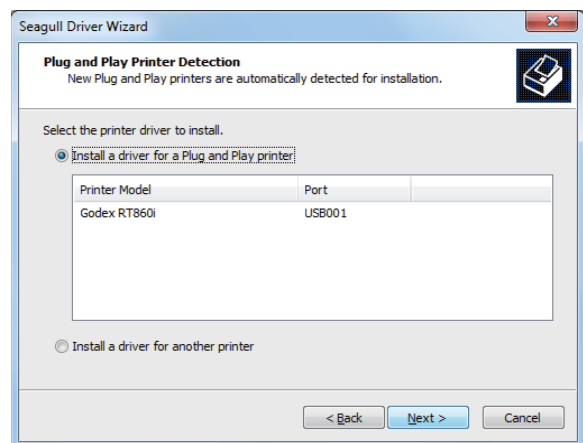 Seagull Driver Wizard
Plug and Play Printer Detection
New Plug and Play printers are automatically detected for installation.
Select the printer driver to install.
Install a driver for a Plug and Play printer
Printer Model Port
Godex RT860i USB001
Install a driver for another printer
< Back Next > Cancel